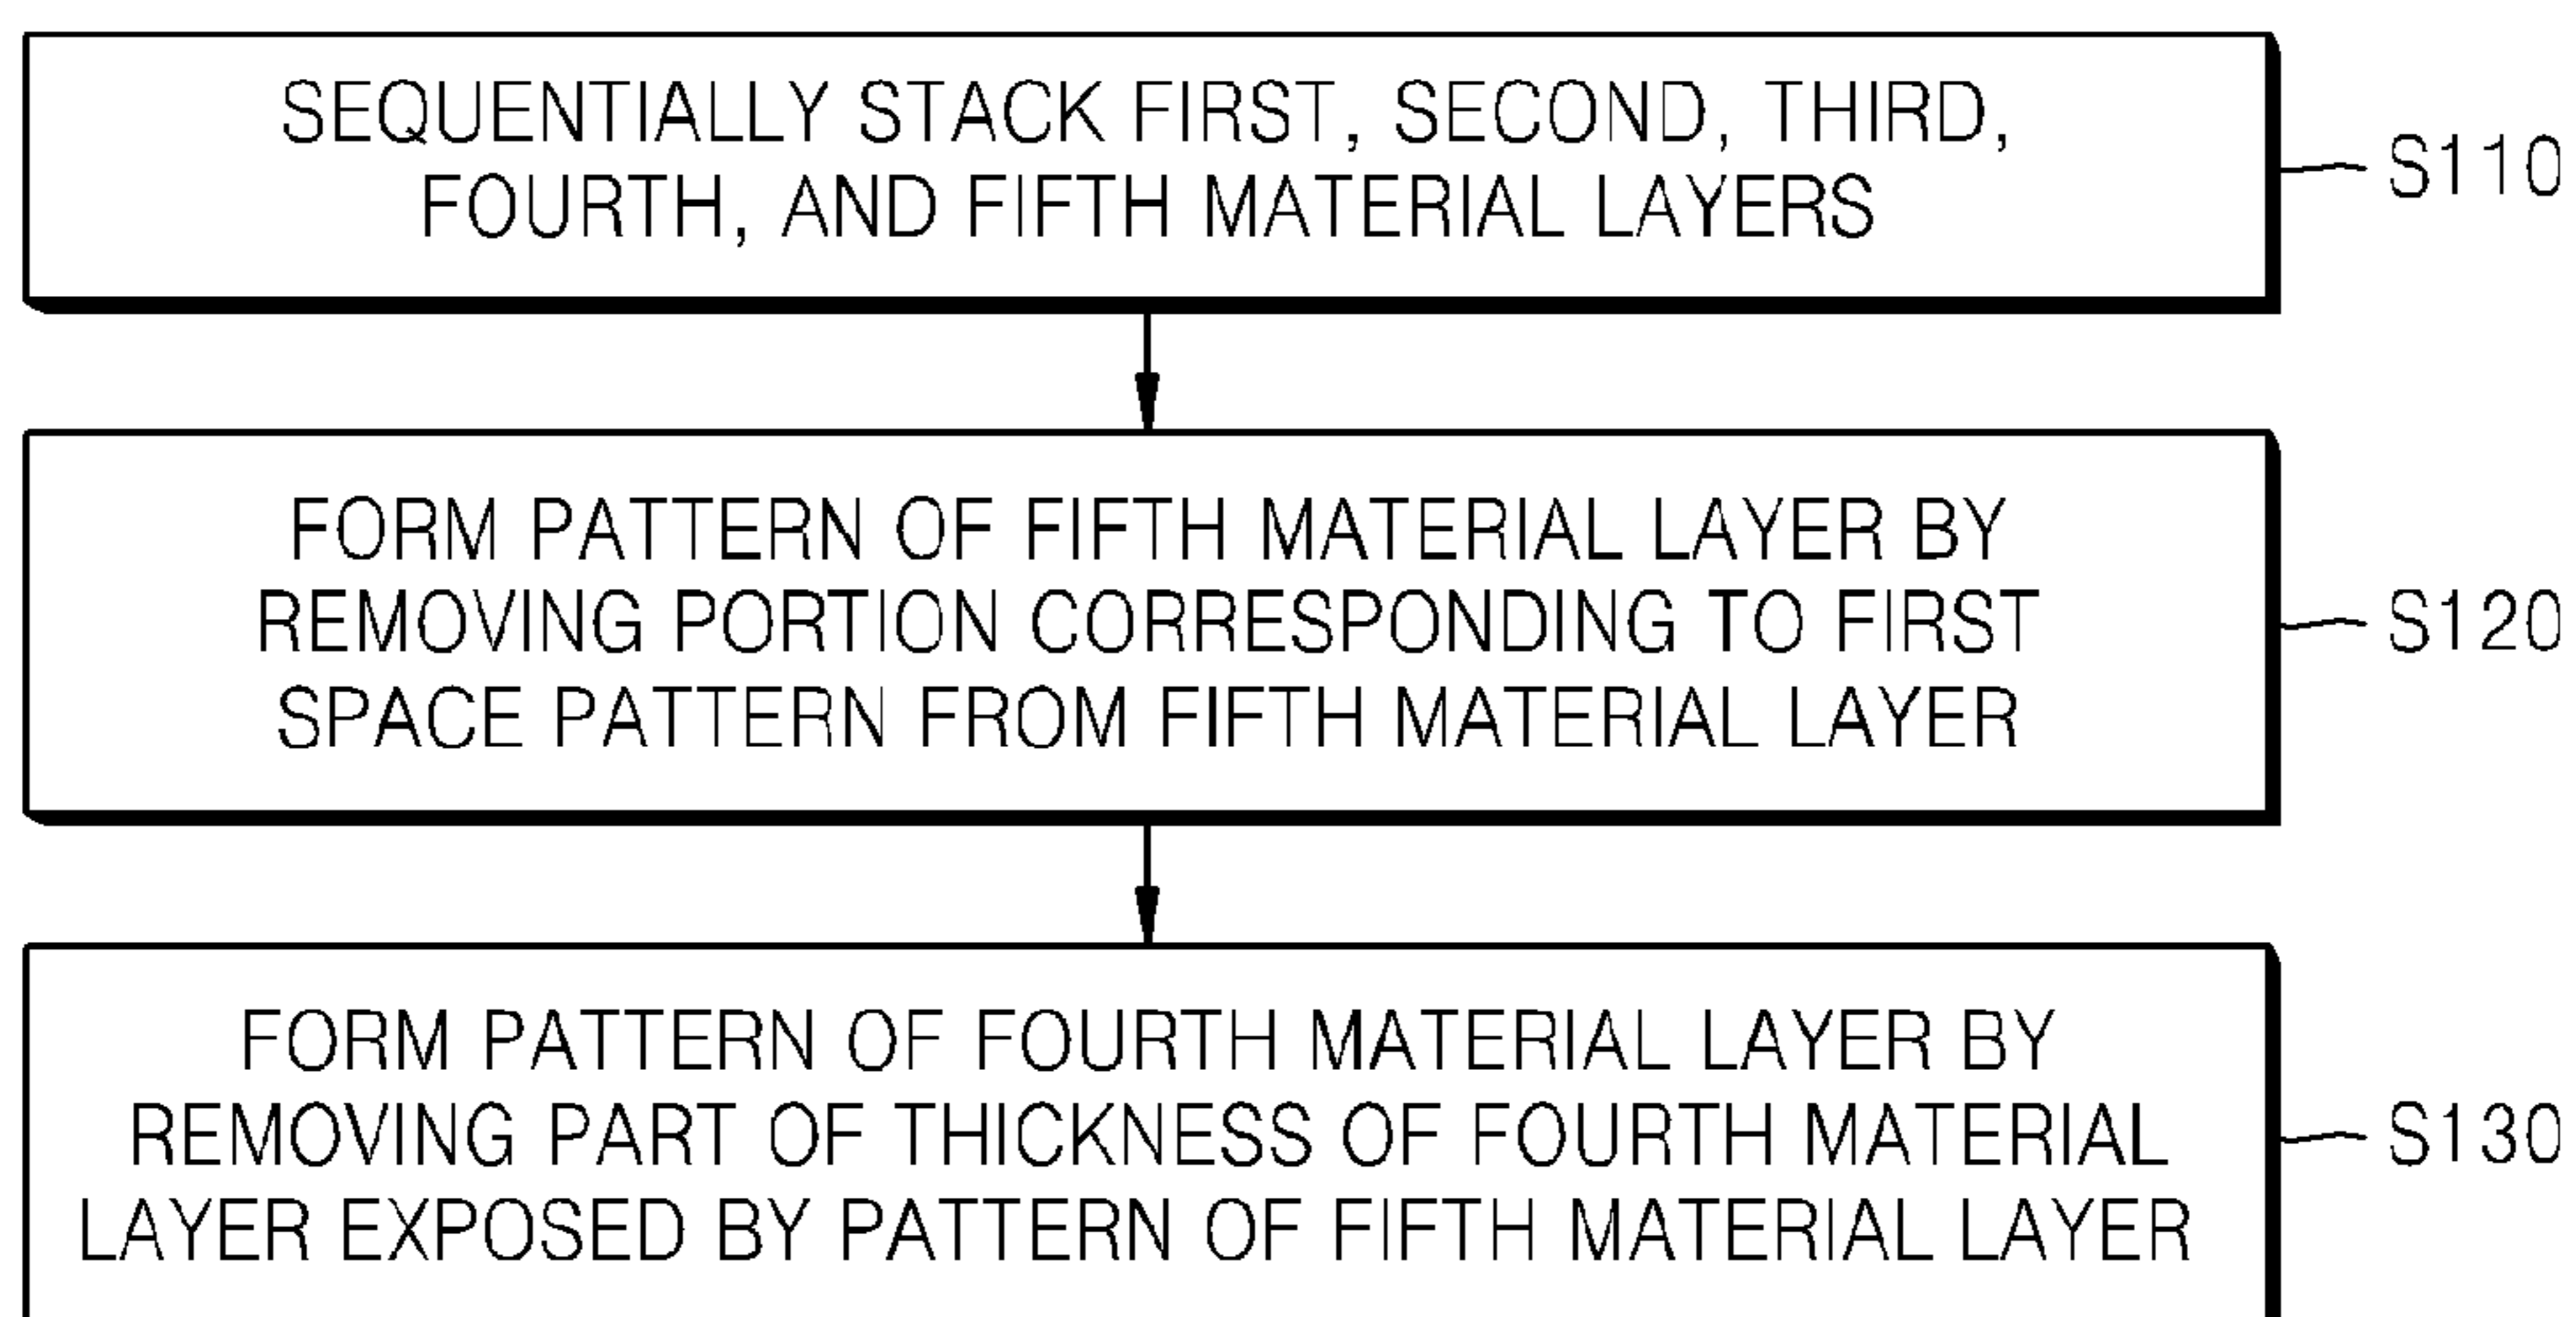 SEQUENTIALLY STACK FIRST, SECOND, THIRD,
FOURTH, AND FIFTH MATERIAL LAYERS
S110
FORM PATTERN OF FIFTH MATERIAL LAYER BY
REMOVING PORTION CORRESPONDING TO FIRST
SPACE PATTERN FROM FIFTH MATERIAL LAYER
S120
FORM PATTERN OF FOURTH MATERIAL LAYER BY
REMOVING PART OF THICKNESS OF FOURTH MATERIAL
LAYER EXPOSED BY PATTERN OF FIFTH MATERIAL LAYER
S130